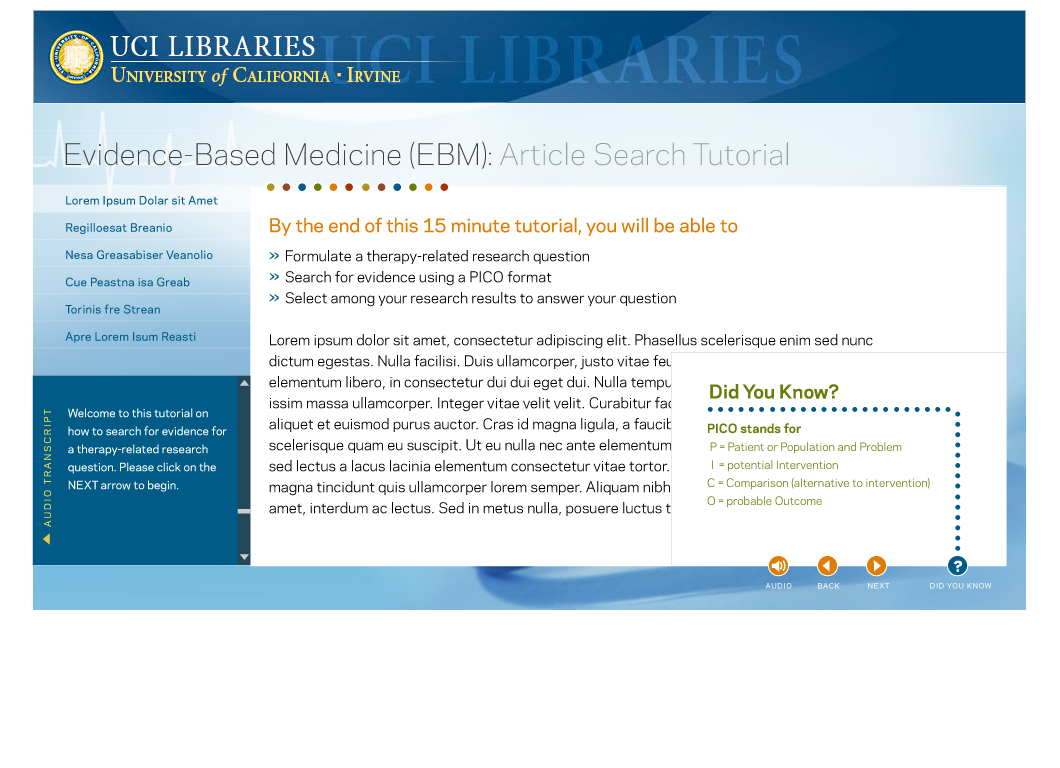 UCI LIBRARIES
UCI LIBRARIES
UNIVERSITY of CALIFORNIA · IRVINE
Evidence-Based Medicine (EBM): Article Search Tutorial
Lorem Ipsum Dolar sit Amet
Regilloesat Breanio
Nesa Greasabiser Veanolio
Cue Peastna isa Greab
Torinis fre Strean
Apre Lorem Isum Reasti
AUDIO TRANSCRIPT
Welcome to this tutorial on
how to search for evidence for
a therapy-related research
question. Please click on the
NEXT arrow to begin.
By the end of this 15 minute tutorial, you will be able to
» Formulate a therapy-related research question
» Search for evidence using a PICO format
» Select among your research results to answer your question
Lorem ipsum dolor sit amet, consectetur adipiscing elit. Phasellus scelerisque enim sed nunc
dictum egestas. Nulla facilisi. Duis ullamcorper, justo vitae feu
elementum libero, in consectetur dui dui eget dui. Nulla tempu
issim massa ullamcorper. Integer vitae velit velit. Curabitur fac
aliquet et euismod purus auctor. Cras id magna ligula, a faucib
scelerisque quam eu suscipit. Ut eu nulla nec ante elementum
sed lectus a lacus lacinia elementum consectetur vitae tortor.
magna tincidunt quis ullamcorper lorem semper. Aliquam nibh
amet, interdum ac lectus. Sed in metus nulla, posuere luctus t
Did You Know?
PICO stands for
P = Patient or Population and Problem
I = potential Intervention
C = Comparison (alternative to intervention)
O = probable Outcome
AUDIO
BACK
NEXT
?
DID YOU KNOW